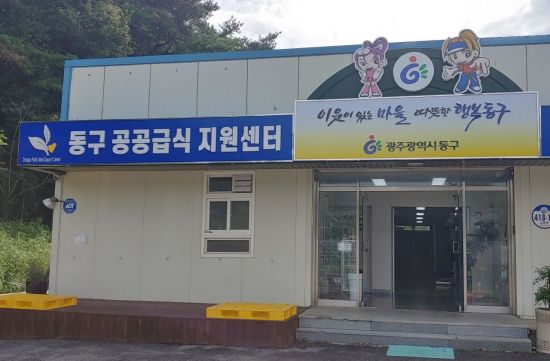 이웃이 있는 마을 따뜻한 행복동구
광주광역시 동구
동구 공공급식 지원센터
ADT